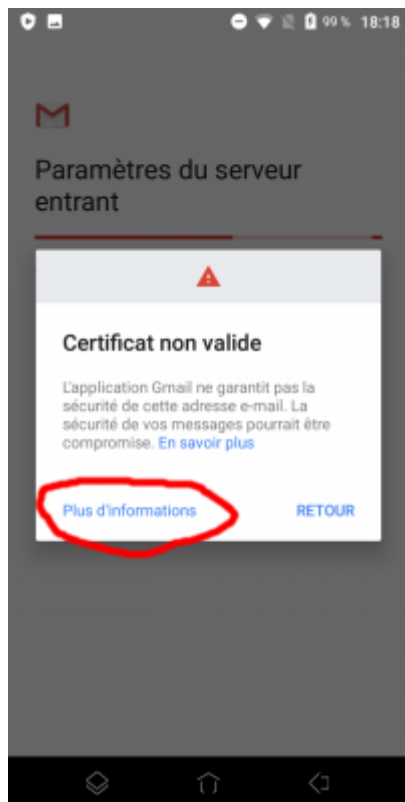 99 % 18:18
Paramètres du serveur
entrant
Certificat non valide
L'application Gmail ne garantit pas la
sécurité de cette adresse e-mail. La
sécurité de vos messages pourrait être
compromise. En savoir plus
Plus d'informations RETOUR